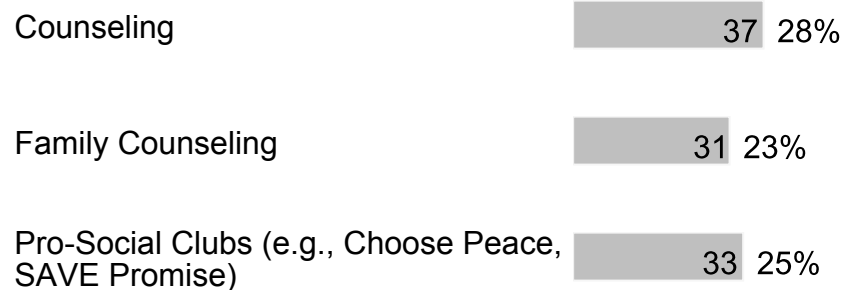 Counseling 37 28%
Family Counseling 31 23%
Pro-Social Clubs (e.g., Choose Peace,
SAVE Promise) 33 25%